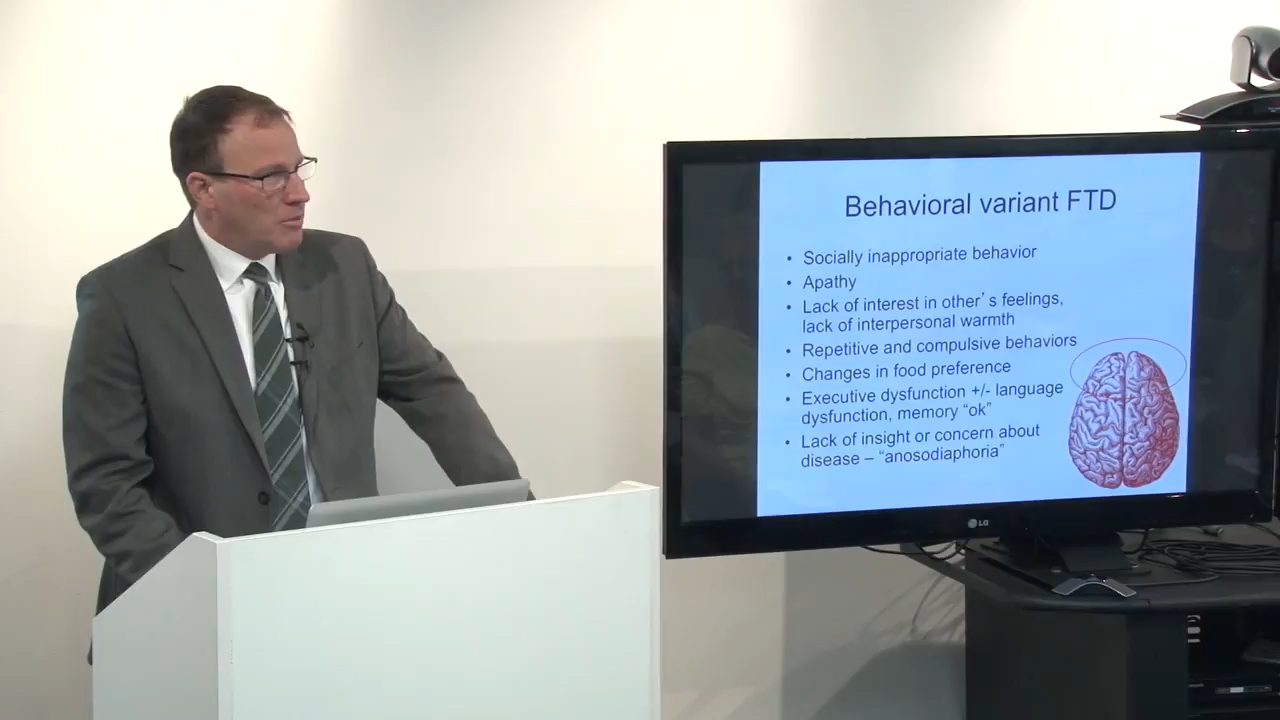 Behavioral variant FTD
• Socially inappropriate behavior
• Apathy
• Lack of interest in other’s feelings,
lack of interpersonal warmth
• Repetitive and compulsive behaviors
• Changes in food preference
• Executive dysfunction +/- language
dysfunction, memory “ok”
• Lack of insight or concern about
disease – “anosodiaphoria”
LG